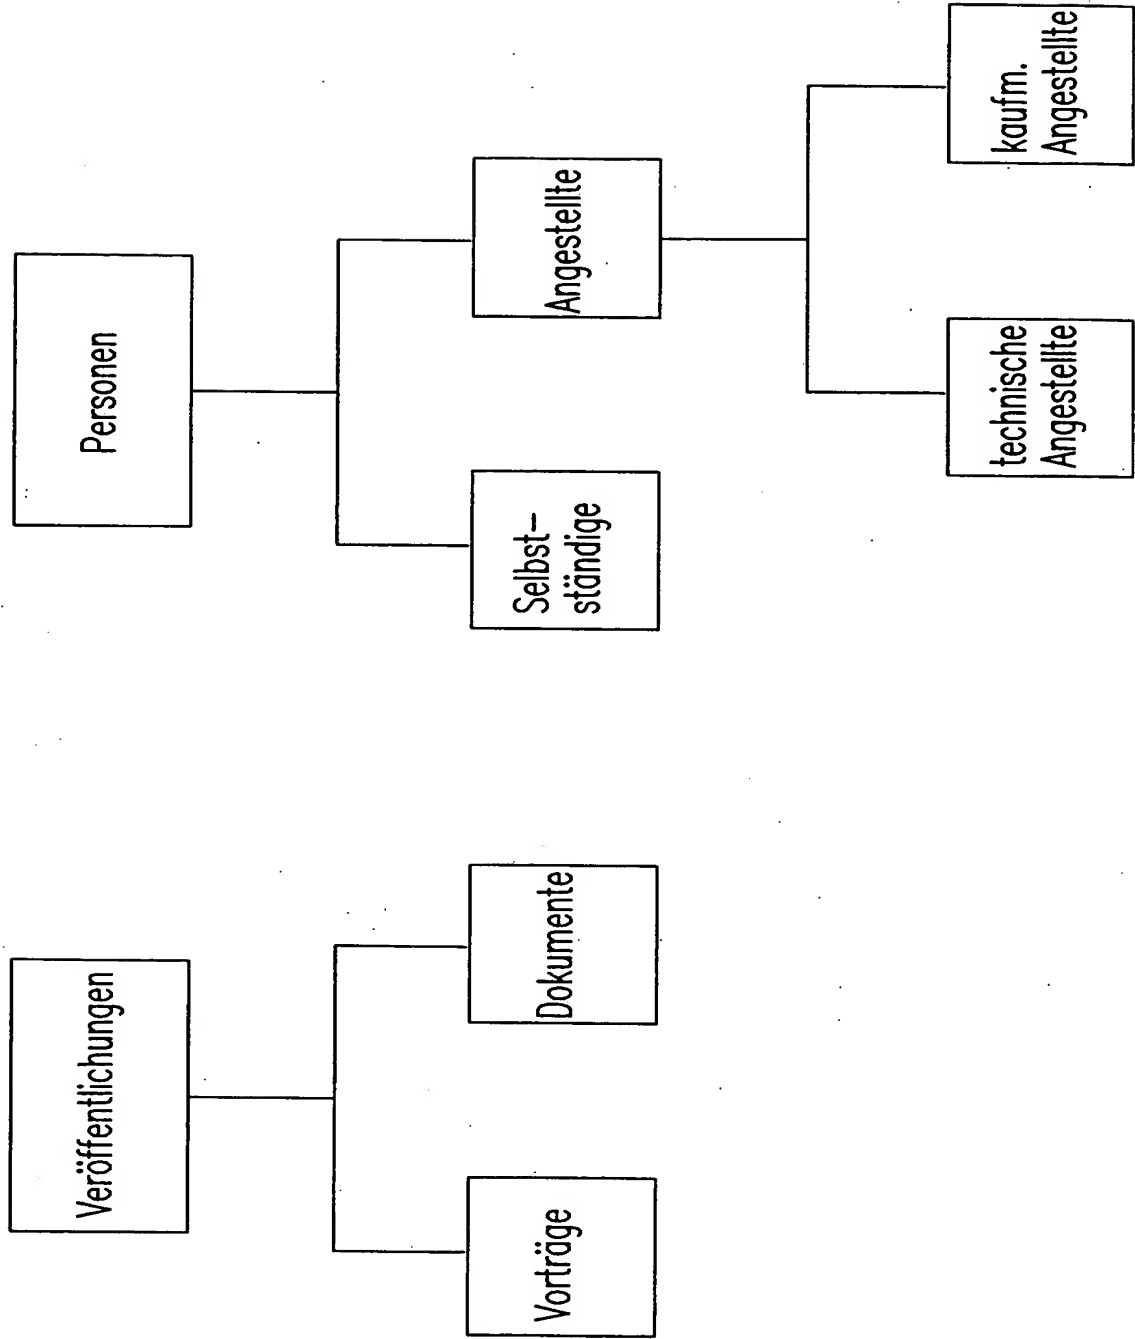 Veröffentlichungen
Vorträge
Dokumente
Personen
Selbst-
ständige
Angestellte
technische
Angestellte
kaufm.
Angestellte